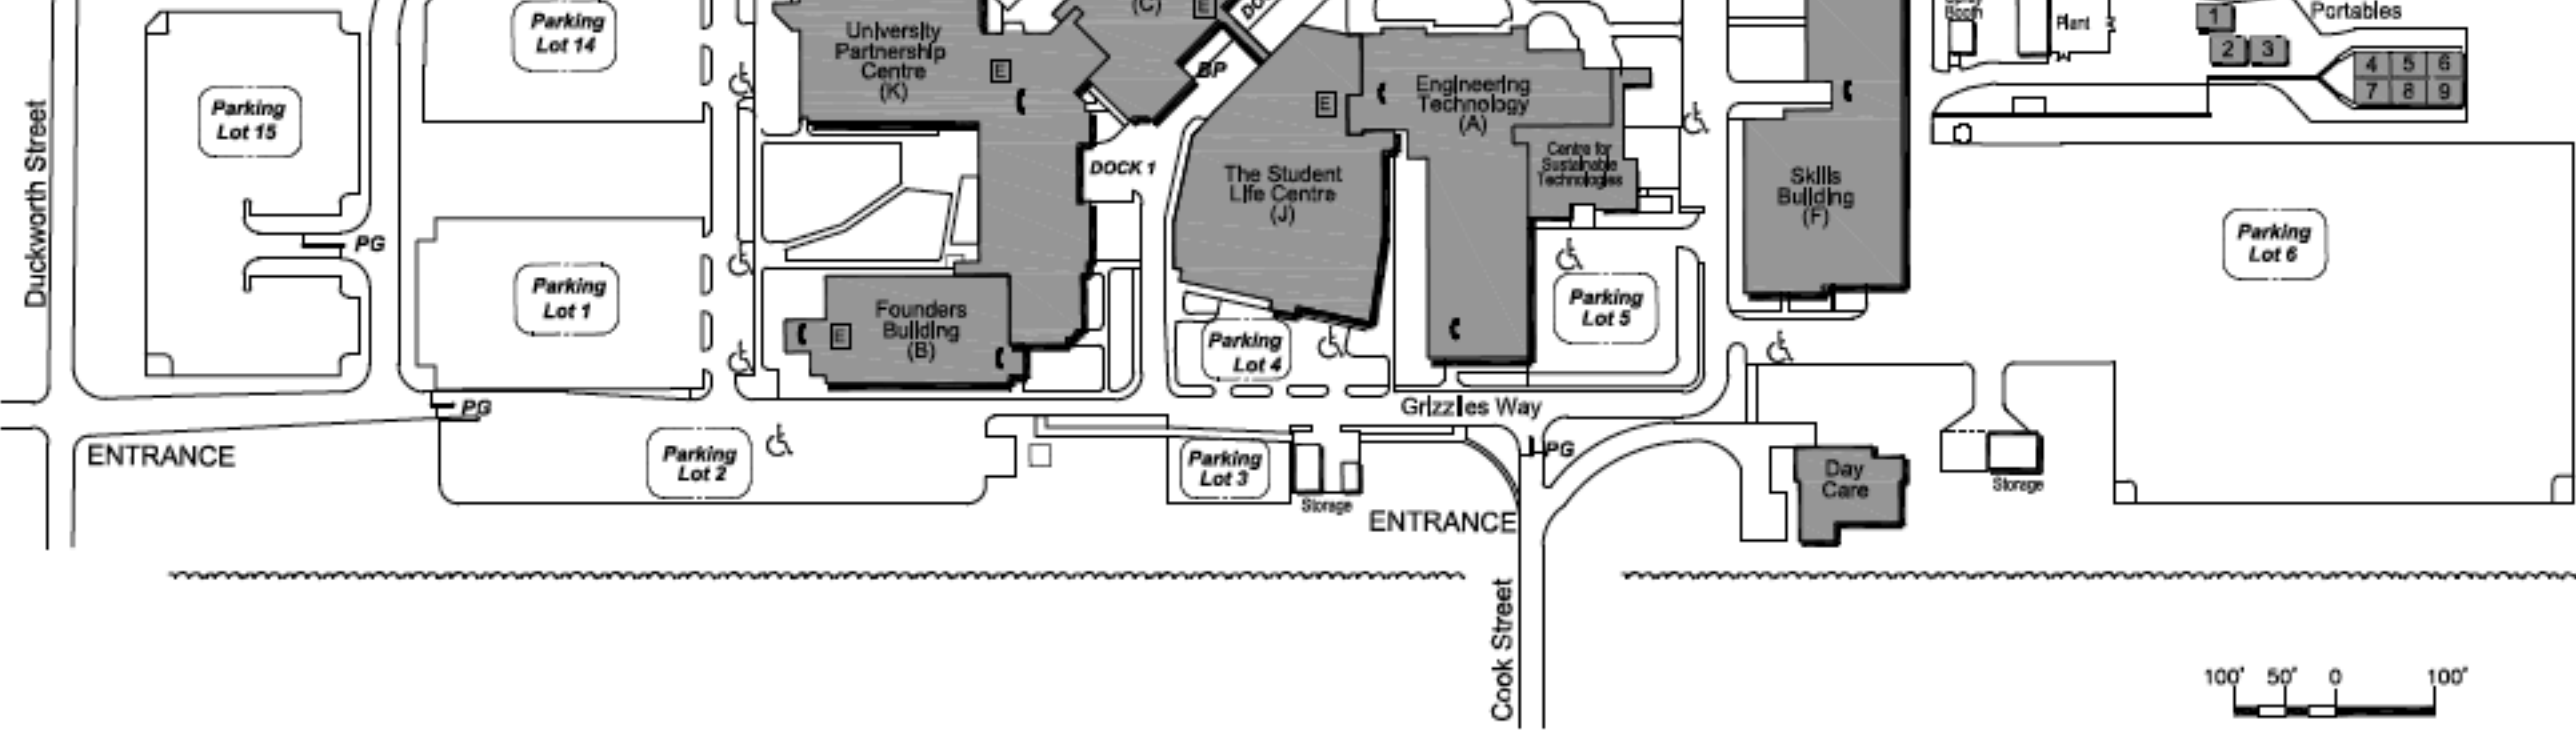 Duckworth Street
Parking
Lot 15
Parking
Lot 14
PG
Parking
Lot 1
PG
ENTRANCE
Parking
Lot 2
University
Partnership
Centre
(K)
E
(C)
E
BP
DOCK 1
Founders
Building
(B)
E
The Student
Life Centre
(J)
E
Engineering
Technology
(A)
Centre for
Sustainable
Technologies
Parking
Lot 4
Parking
Lot 5
Grizzlies Way
Parking
Lot 3
Storage
ENTRANCE
PG
Cook Street
Skills
Building
(F)
Booth
Plant
Portables
1
2 3
4 5 6
7 8 9
Parking
Lot 6
Day
Care
Storage
100' 50' 0 100'